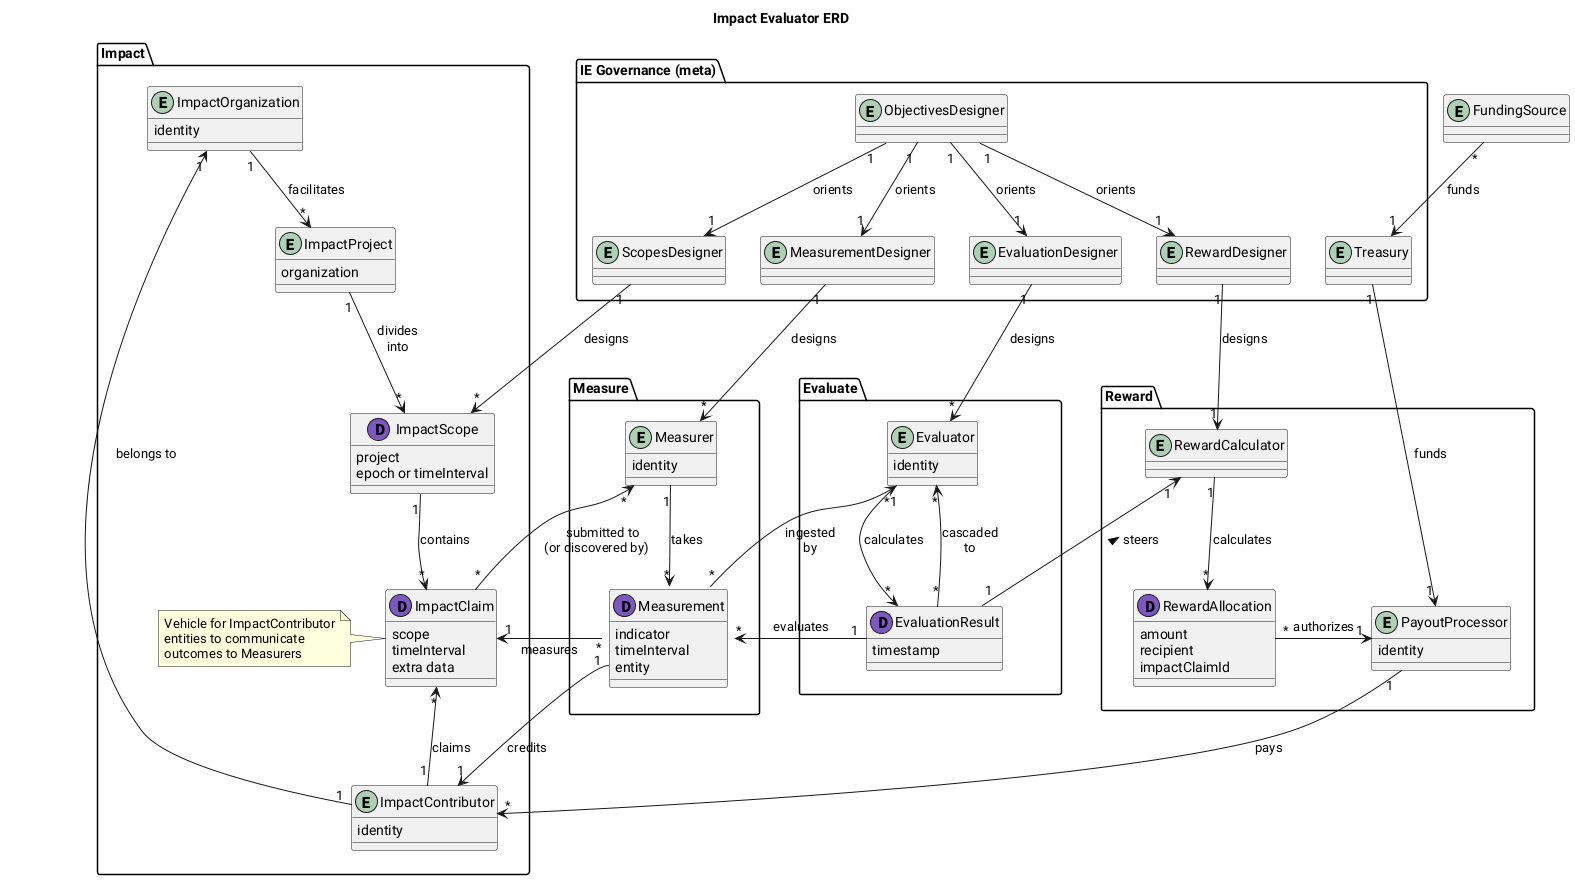 Impact Evaluator ERD
Impact
E ImpactOrganization
identity
1
1
facilitates
*
E ImpactProject
organization
1
divides
into
*
D ImpactScope
project
epoch or timeInterval
1
contains
*
belongs to
D ImpactClaim
scope
timeInterval
extra data
Vehicle for ImpactContributor
entities to communicate
outcomes to Measurers
*
claims
1
1
E ImpactContributor
identity
IE Governance (meta)
E ObjectivesDesigner
1
1
1
1
orients
orients
orients
orients
1
1
1
1
E ScopesDesigner
E MeasurementDesigner
E EvaluationDesigner
E RewardDesigner
E Treasury
E FundingSource
*
funds
1
1
1
1
1
1
designs
designs
designs
designs
*
*
*
1
funds
1
Measure
E Measurer
identity
*
1
submitted to
(or discovered by)
*
takes
*
D Measurement
indicator
timeInterval
entity
1
measures
*
1
credits
1
Evaluate
E Evaluator
identity
*
1
*
ingested
by
*
calculates
*
cascaded
to
*
D EvaluationResult
timestamp
*
evaluates
1
1
steers
1
Reward
E RewardCalculator
1
calculates
*
D RewardAllocation
amount
recipient
impactClaimId
*
authorizes
1
E PayoutProcessor
identity
1
pays
*